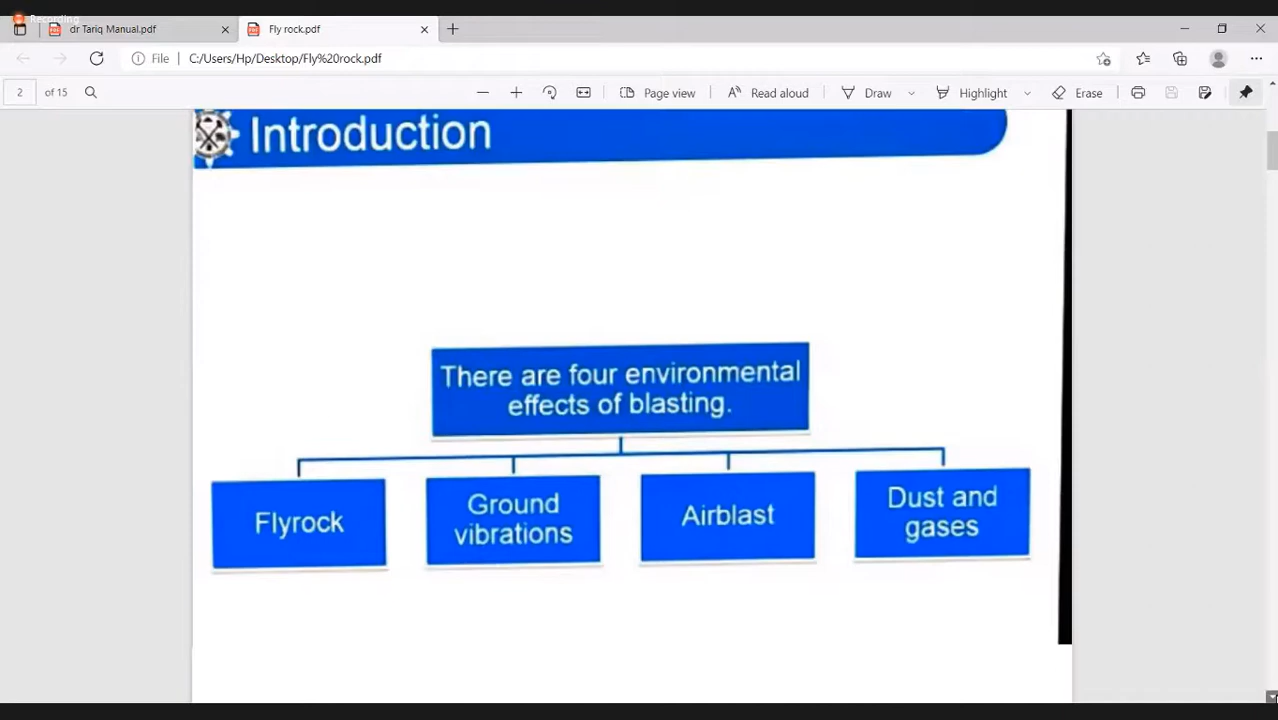 Recording
dr Tariq Manual.pdf
Fly rock.pdf
File C:/Users/Hp/Desktop/Fly%20rock.pdf
2 of 15 Page view Read aloud Draw Highlight Erase
Introduction
There are four environmental
effects of blasting.
Flyrock
Ground
vibrations
Airblast
Dust and
gases